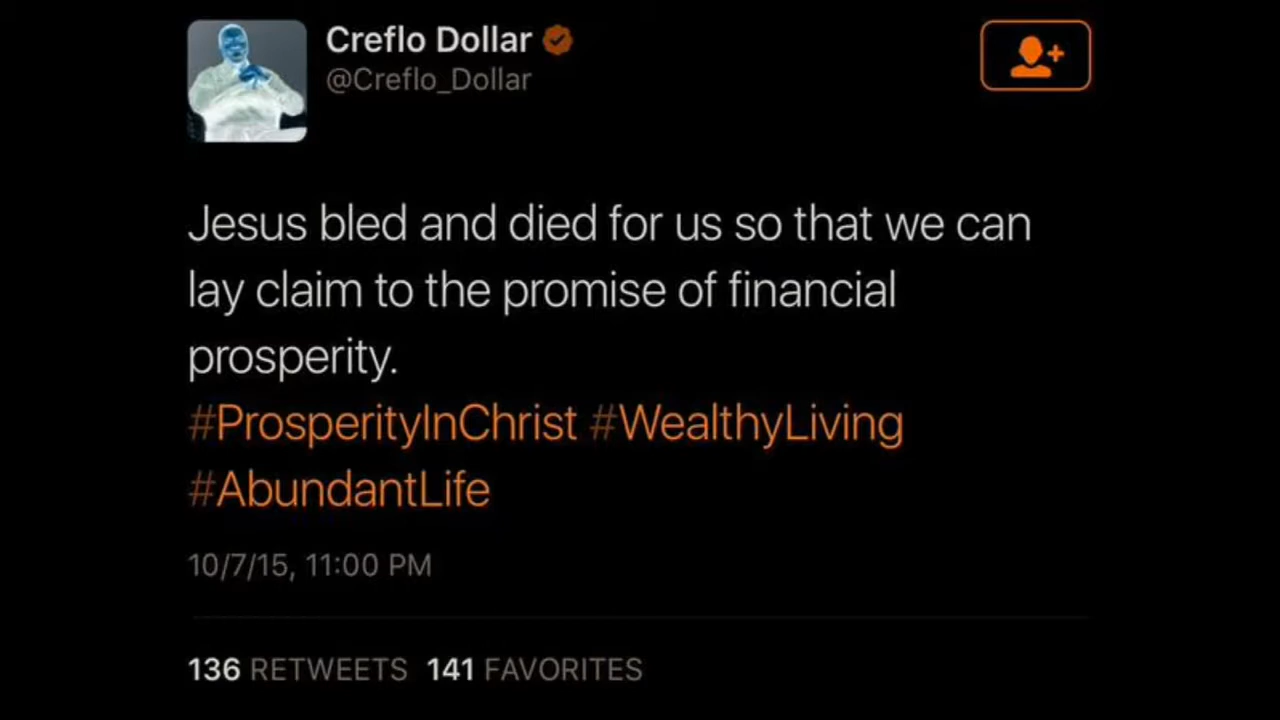 Creflo Dollar
@Creflo_Dollar
Jesus bled and died for us so that we can
lay claim to the promise of financial
prosperity.
#ProsperityInChrist #WealthyLiving
#AbundantLife
10/7/15, 11:00 PM
136 RETWEETS 141 FAVORITES